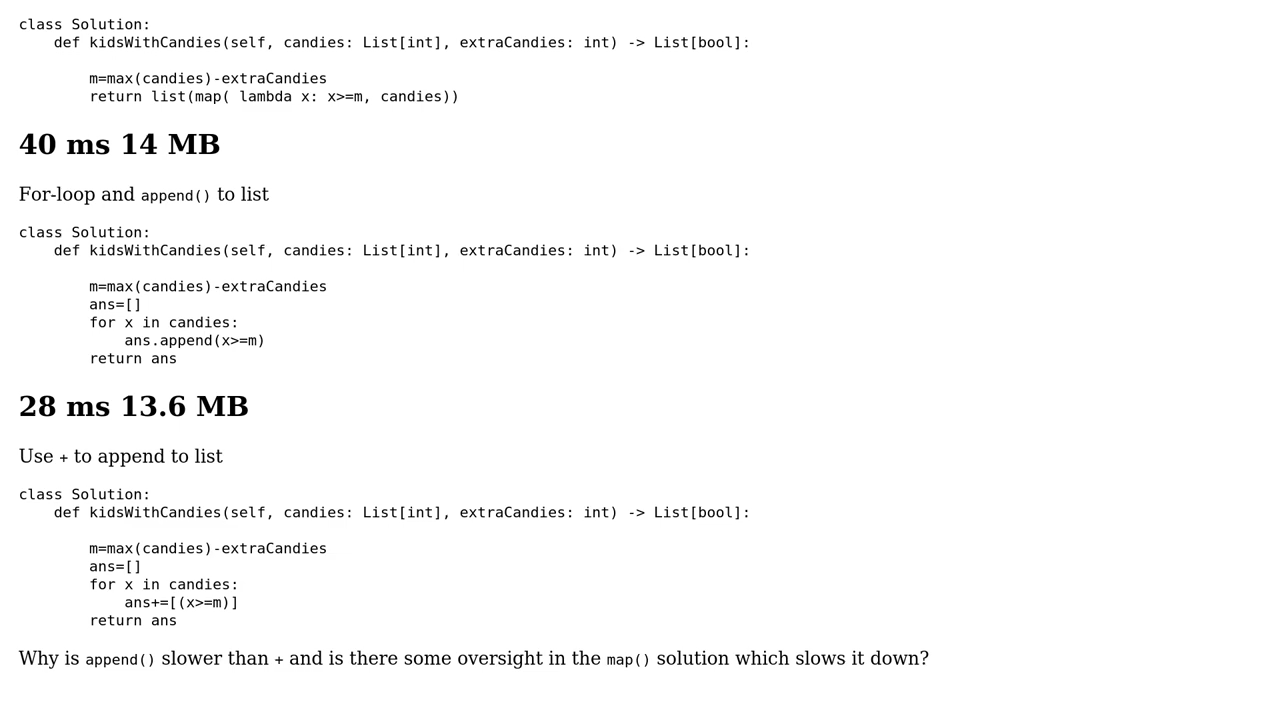 class Solution:
    def kidsWithCandies(self, candies: List[int], extraCandies: int) -> List[bool]:
        m=max(candies)-extraCandies
        return list(map( lambda x: x>=m, candies))
40 ms 14 MB
For-loop and append() to list
class Solution:
    def kidsWithCandies(self, candies: List[int], extraCandies: int) -> List[bool]:
        m=max(candies)-extraCandies
        ans=[]
        for x in candies:
            ans.append(x>=m)
        return ans
28 ms 13.6 MB
Use + to append to list
class Solution:
    def kidsWithCandies(self, candies: List[int], extraCandies: int) -> List[bool]:
        m=max(candies)-extraCandies
        ans=[]
        for x in candies:
            ans+=[(x>=m)]
        return ans
Why is append() slower than + and is there some oversight in the map() solution which slows it down?